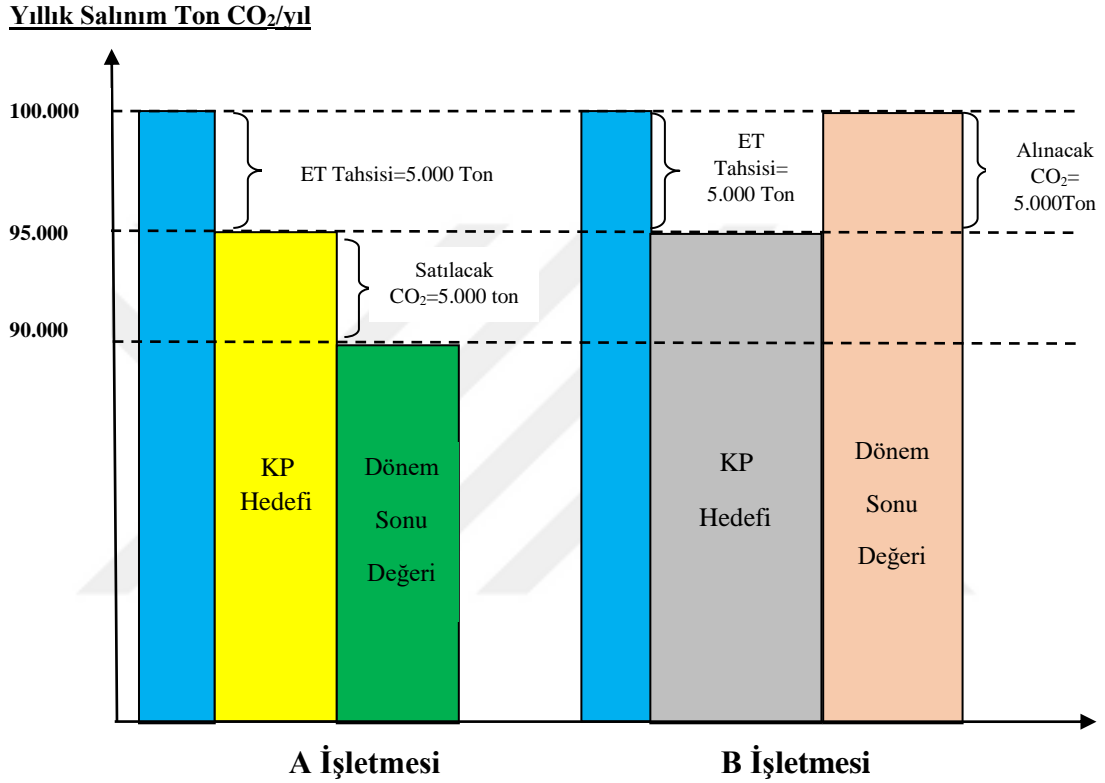 Yıllık Salınım Ton CO₂/yıl
100.000
95.000
90.000
ET Tahsisi=5.000 Ton
Satılacak
CO₂=5.000 ton
KP
Hedefi
Dönem
Sonu
Değeri
ET
Tahsisi=
5.000 Ton
Alınacak
CO₂=
5.000Ton
KP
Hedefi
Dönem
Sonu
Değeri
A İşletmesi
B İşletmesi